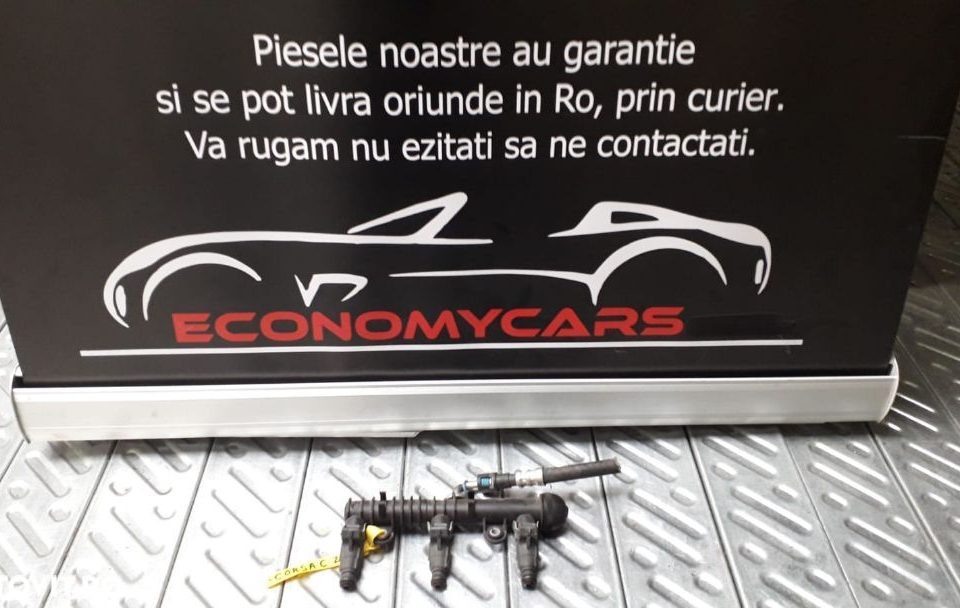 Piesele noastre au garantie
si se pot livra oriunde in Ro, prin curier.
Va rugam nu ezitati sa ne contactati.
ECONOMYCARS
CORSA C